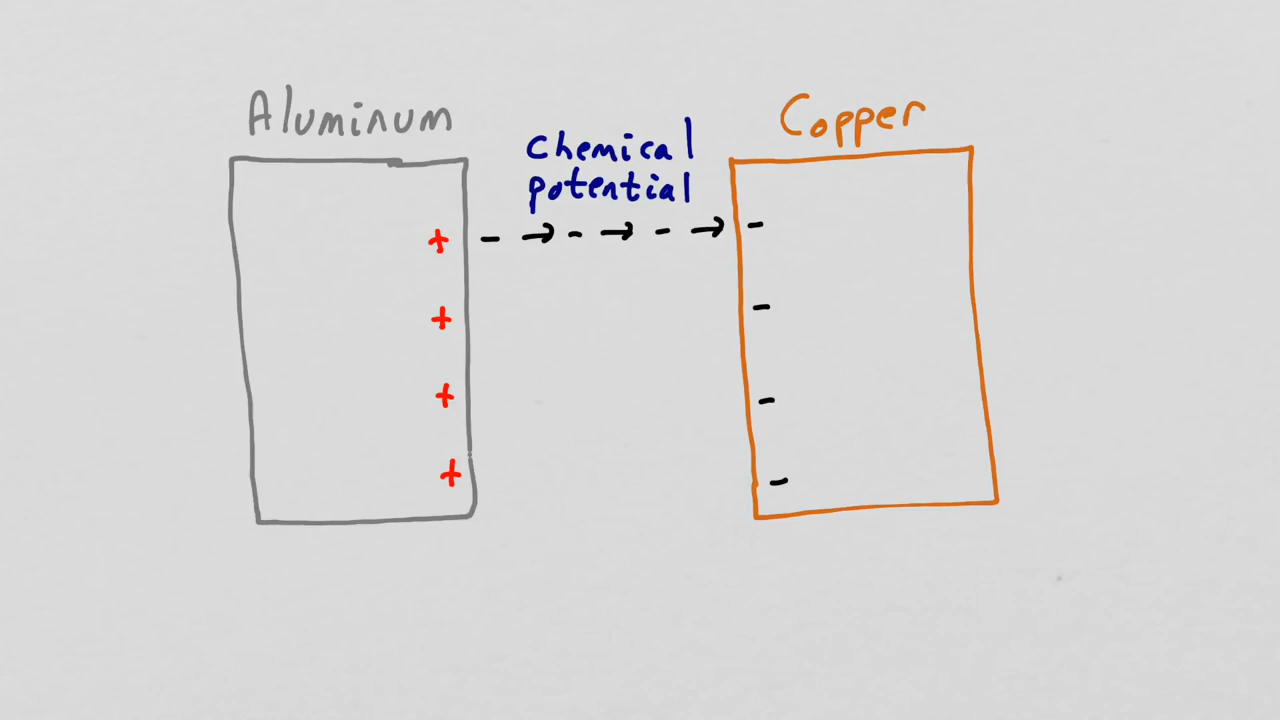 Aluminum
Copper
chemical
potential
+ - → - → - → -
+ -
+ -
+ -